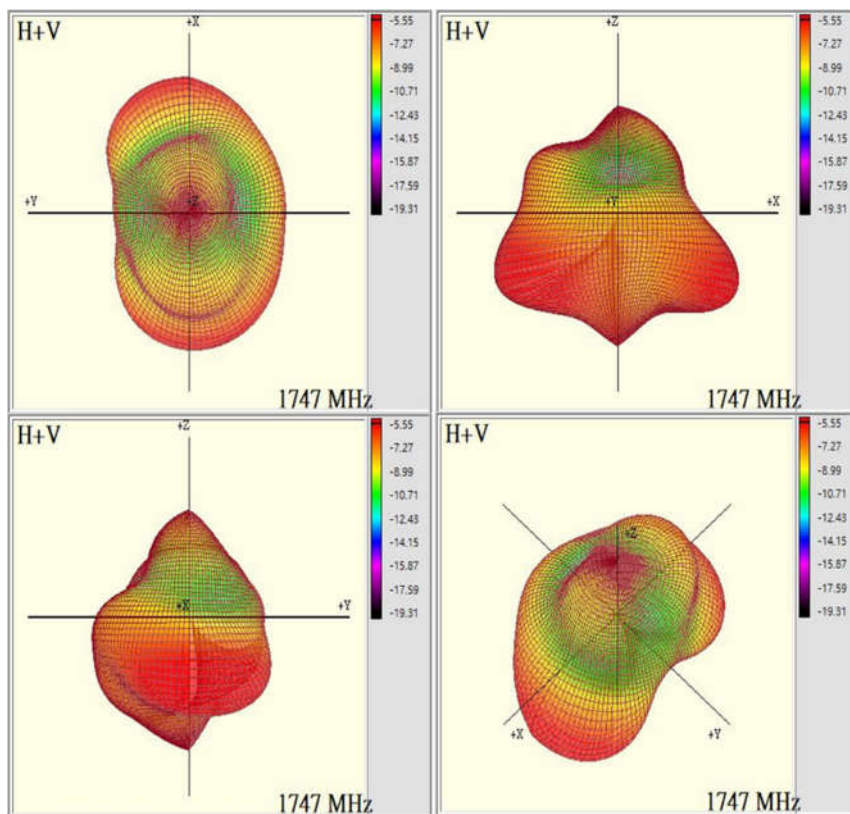 H+V
+X
+Y
+Z
1747 MHz
-5.55
-7.27
-8.99
-10.71
-12.43
-14.15
-15.87
-17.59
-19.31
H+V
+Z
+Y
+X
1747 MHz
-5.55
-7.27
-8.99
-10.71
-12.43
-14.15
-15.87
-17.59
-19.31
H+V
+Z
+X
+Y
1747 MHz
-5.55
-7.27
-8.99
-10.71
-12.43
-14.15
-15.87
-17.59
-19.31
H+V
+Z
+X
+Y
1747 MHz
-5.55
-7.27
-8.99
-10.71
-12.43
-14.15
-15.87
-17.59
-19.31